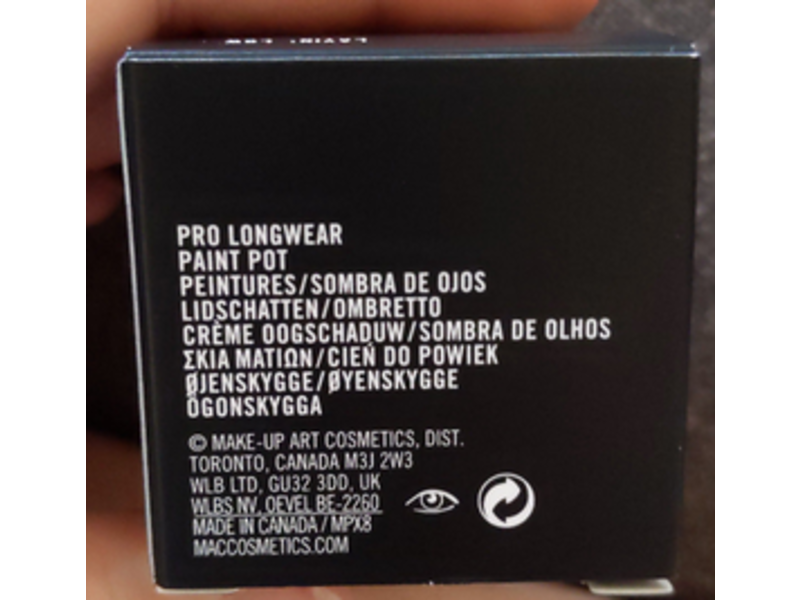 PRO LONGWEAR
PAINT POT
PEINTURES/SOMBRA DE OJOS
LIDSCHATTEN/OMBRETTO
CRÈME OOGSCHADUW/SOMBRA DE OLHOS
ΣΚΙΑ ΜΑΤΙΩΝ/CIEŃ DO POWIEK
ØJENSKYGGE/ØYENSKYGGE
ÖGONSKYGGA
© MAKE-UP ART COSMETICS, DIST.
TORONTO, CANADA M3J 2W3
WLB LTD, GU32 3DD, UK
WLBS NV, OEVEL BE-2260
MADE IN CANADA / MPX8
MACCOSMETICS.COM